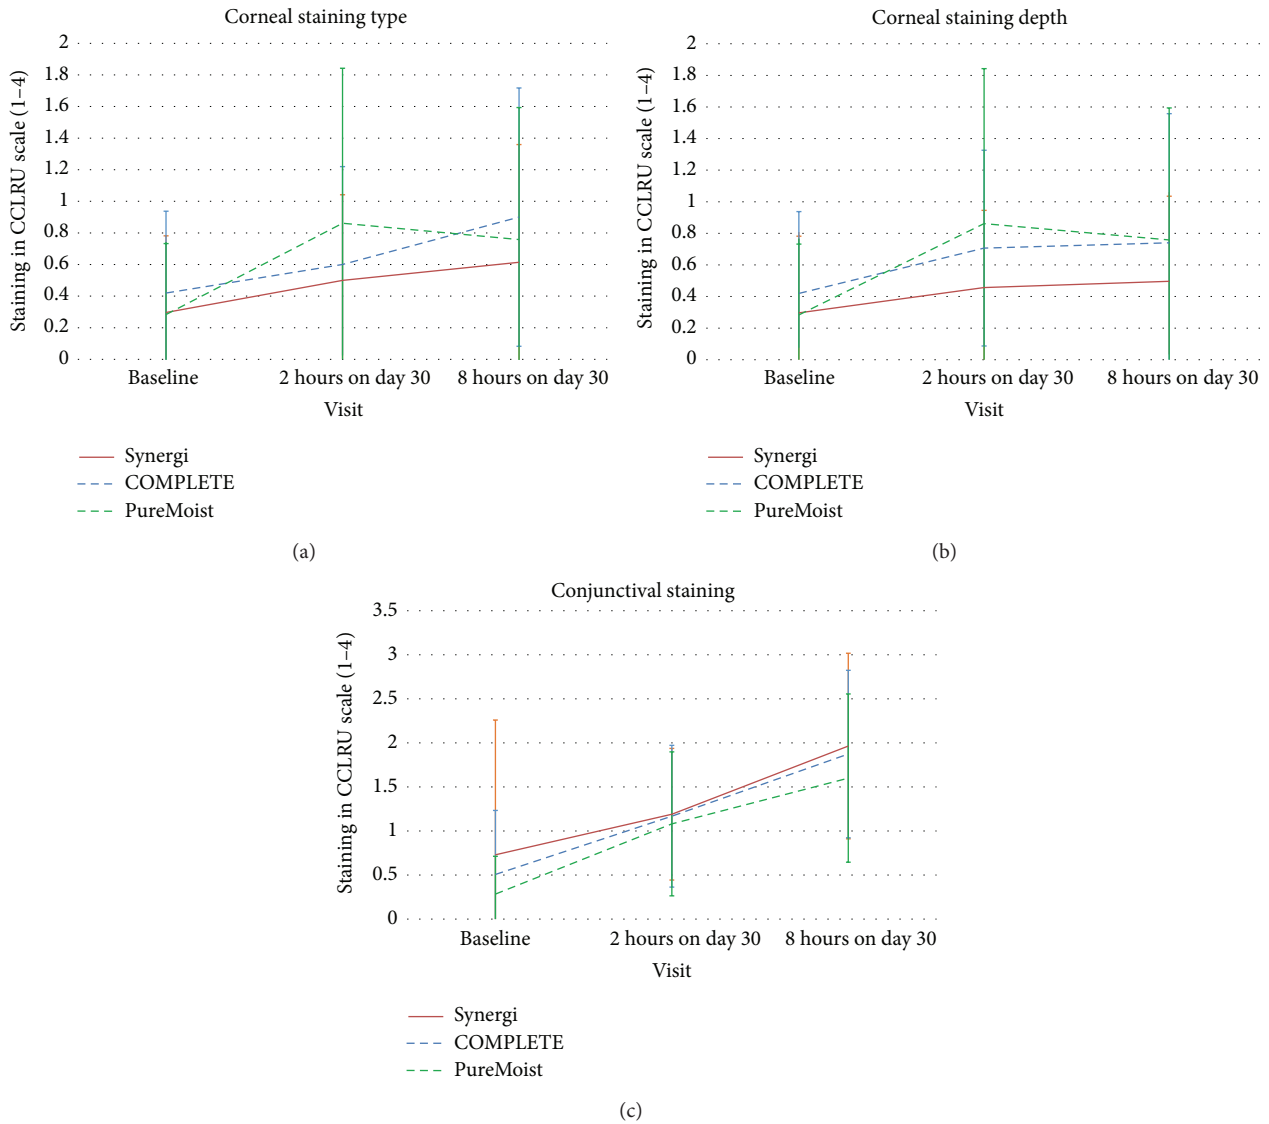 Corneal staining type
Staining in CCLRU scale (1–4)
2
1.8
1.6
1.4
1.2
1
0.8
0.6
0.4
0.2
0
Baseline
2 hours on day 30
8 hours on day 30
Visit
Synergi
COMPLETE
PureMoist
(a)
Corneal staining depth
Staining in CCLRU scale (1–4)
2
1.8
1.6
1.4
1.2
1
0.8
0.6
0.4
0.2
0
Baseline
2 hours on day 30
8 hours on day 30
Visit
Synergi
COMPLETE
PureMoist
(b)
Conjunctival staining
Staining in CCLRU scale (1–4)
3.5
3
2.5
2
1.5
1
0.5
0
Baseline
2 hours on day 30
8 hours on day 30
Visit
Synergi
COMPLETE
PureMoist
(c)